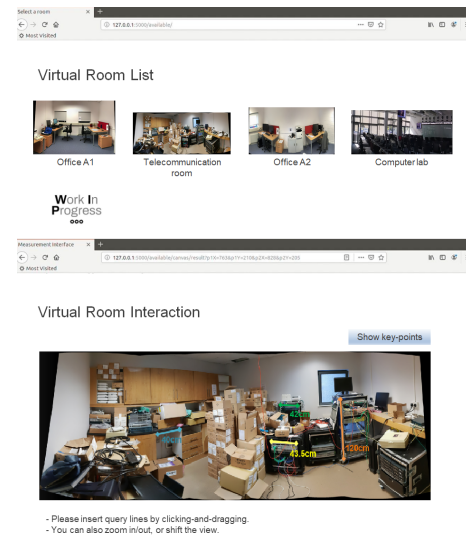 Select a room × +
127.0.0.1:5000/available/
Most Visited
Virtual Room List
Office A1
Telecommunication
room
Office A2
Computer lab
Work In
Progress
Measurement Interface × +
Most Visited
Virtual Room Interaction
Show key-points
42cm
43.5cm
120cm
- Please insert query lines by clicking-and-dragging.
- You can also zoom in/out, or shift the view.